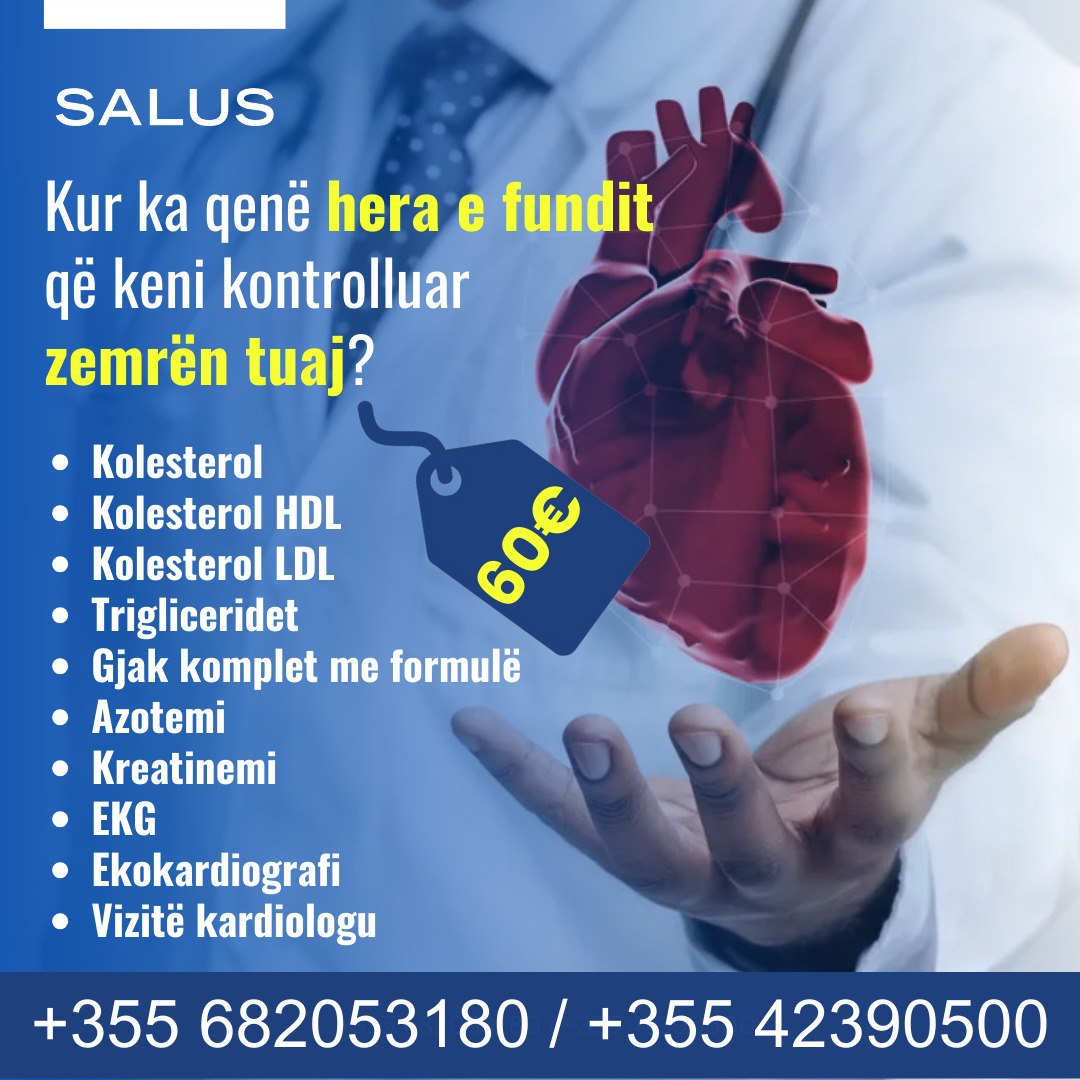 SALUS
Kur ka qenë hera e fundit
që keni kontrolluar
zemrën tuaj?
60€
• Kolesterol
• Kolesterol HDL
• Kolesterol LDL
• Trigliceridet
• Gjak komplet me formulë
• Azotemi
• Kreatinemi
• EKG
• Ekokardiografi
• Vizitë kardiologu
+355 682053180 / +355 42390500